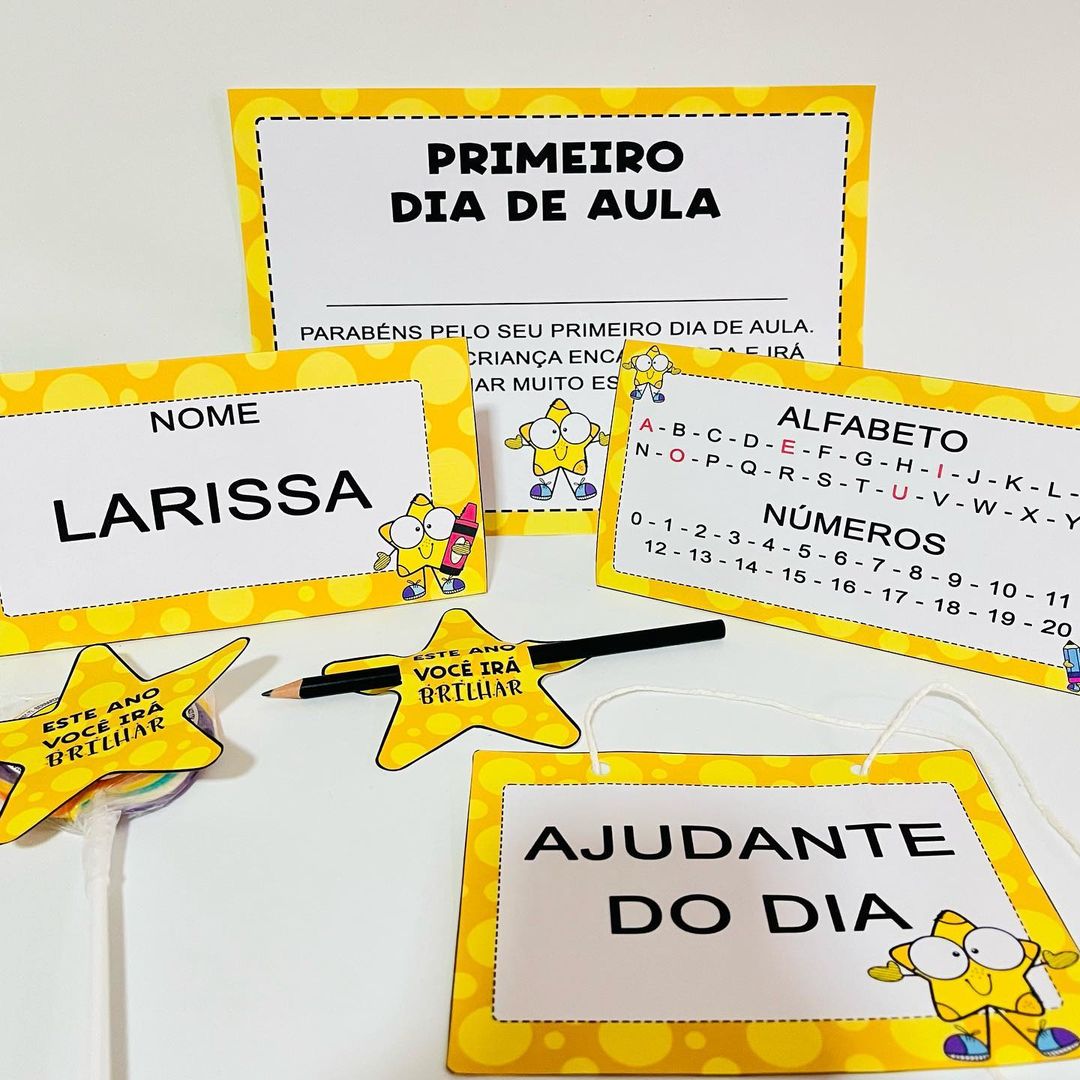 PRIMEIRO
DIA DE AULA
PARABÉNS PELO SEU PRIMEIRO DIA DE AULA.
MUITO
NOME
LARISSA
ALFABETO
A - B - C - D - E - F - G - H - I - J - K - L -
N - O - P - Q - R - S - T - U - V - W - X - Y
NÚMEROS
0 - 1 - 2 - 3 - 4 - 5 - 6 - 7 - 8 - 9 - 10 - 11
12 - 13 - 14 - 15 - 16 - 17 - 18 - 19 - 20
ESTE ANO
VOCÊ IRÁ
BRILHAR
ESTE ANO
VOCÊ IRÁ
BRILHAR
AJUDANTE
DO DIA